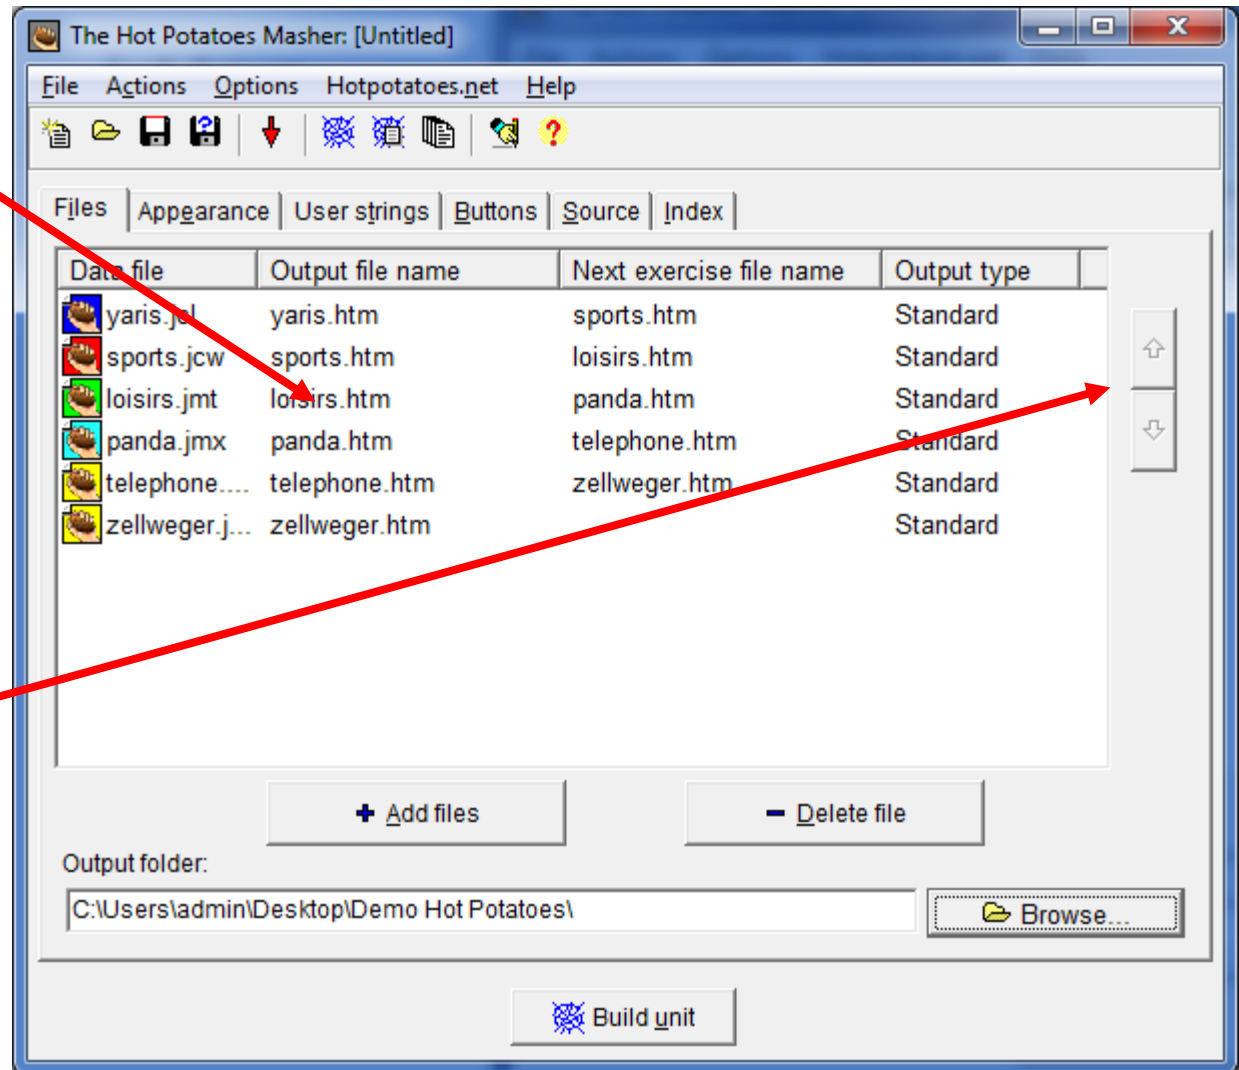 The Hot Potatoes Masher: [Untitled]
File Actions Options Hotpotatoes.net Help
Files Appearance User strings Buttons Source Index
Data file Output file name Next exercise file name Output type
yaris.jcl yaris.htm sports.htm Standard
sports.jcw sports.htm loisirs.htm Standard
loisirs.jmt loisirs.htm panda.htm Standard
panda.jmx panda.htm telephone.htm Standard
telephone.... telephone.htm zellweger.htm Standard
zellweger.j... zellweger.htm Standard
+ Add files - Delete file
Output folder:
C:\Users\admin\Desktop\Demo Hot Potatoes\ Browse...
Build unit